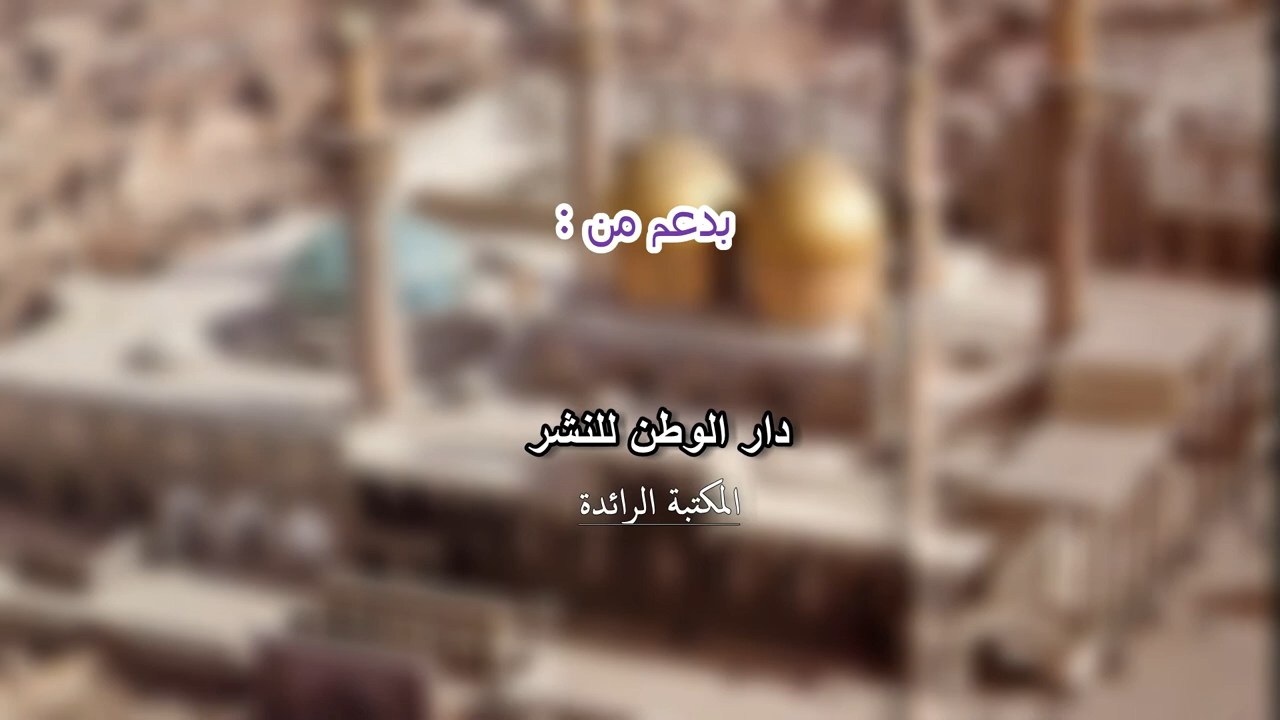 بدعم من :
دار الوطن للنشر
المكتبة الرائدة